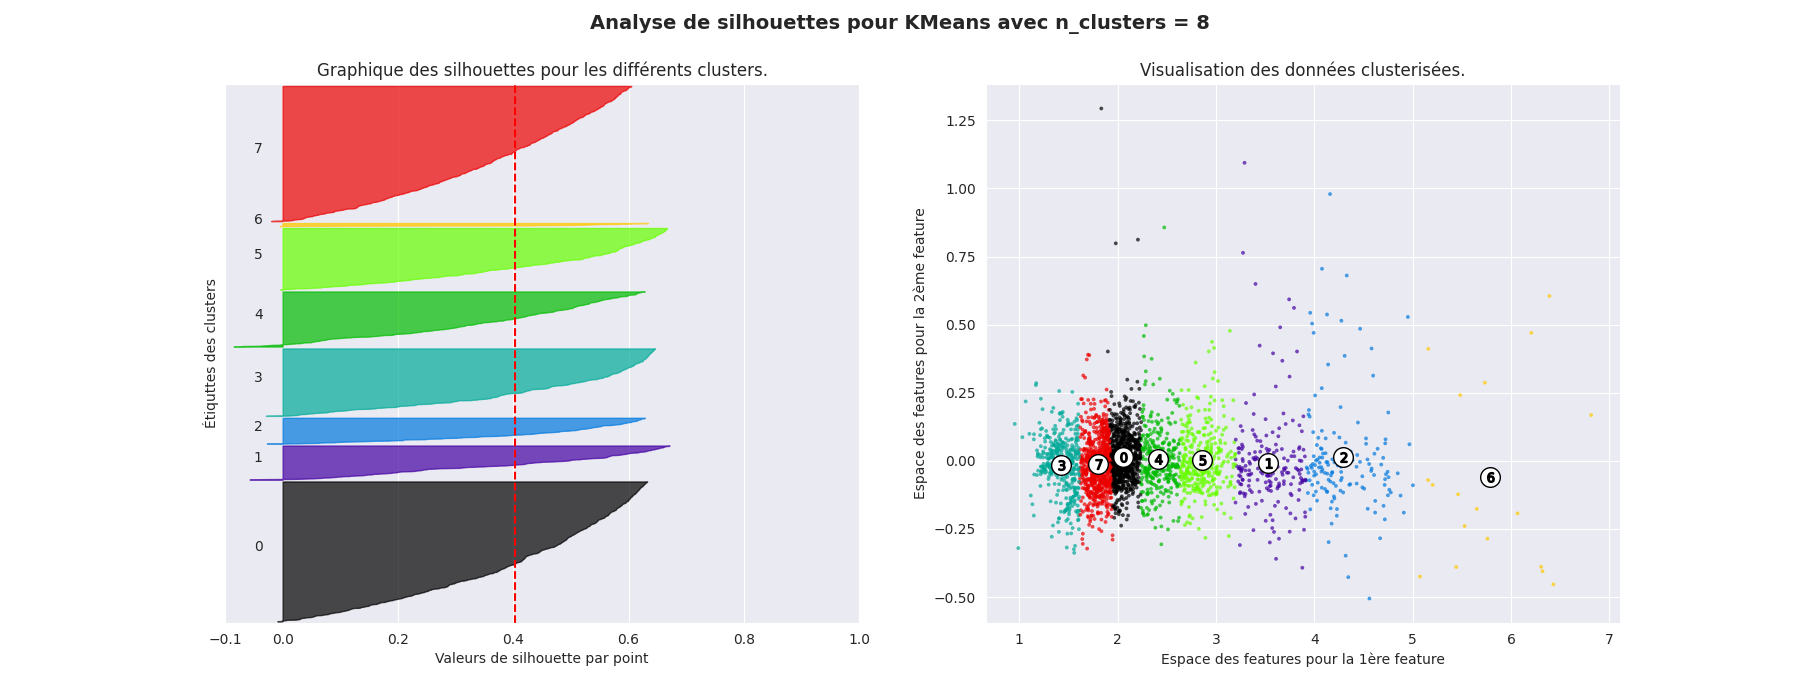 Analyse de silhouettes pour KMeans avec n_clusters = 8
Graphique des silhouettes pour les différents clusters.
7
6
5
4
3
2
1
0
Étiquttes des clusters
−0.1 0.0 0.2 0.4 0.6 0.8 1.0
Valeurs de silhouette par point
Visualisation des données clusterisées.
1.25
1.00
0.75
0.50
0.25
0.00
−0.25
−0.50
Espace des features pour la 2ème feature
3 7 0 4 5 1 2 6
1 2 3 4 5 6 7
Espace des features pour la 1ère feature